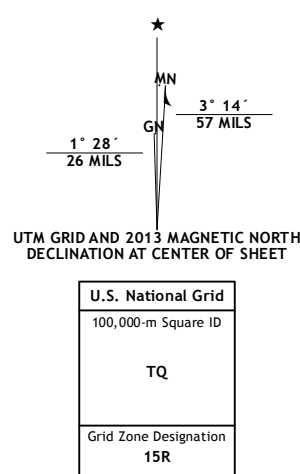 MN
3° 14´
57 MILS
GN
1° 28´
26 MILS
UTM GRID AND 2013 MAGNETIC NORTH
DECLINATION AT CENTER OF SHEET
U.S. National Grid
100,000-m Square ID
TQ
Grid Zone Designation
15R